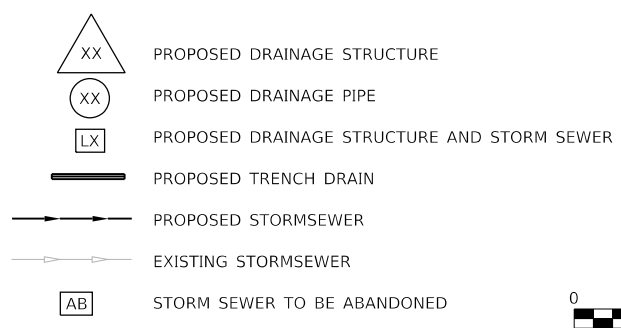 XX PROPOSED DRAINAGE STRUCTURE
XX PROPOSED DRAINAGE PIPE
LX PROPOSED DRAINAGE STRUCTURE AND STORM SEWER
PROPOSED TRENCH DRAIN
PROPOSED STORMSEWER
EXISTING STORMSEWER
AB STORM SEWER TO BE ABANDONED
0